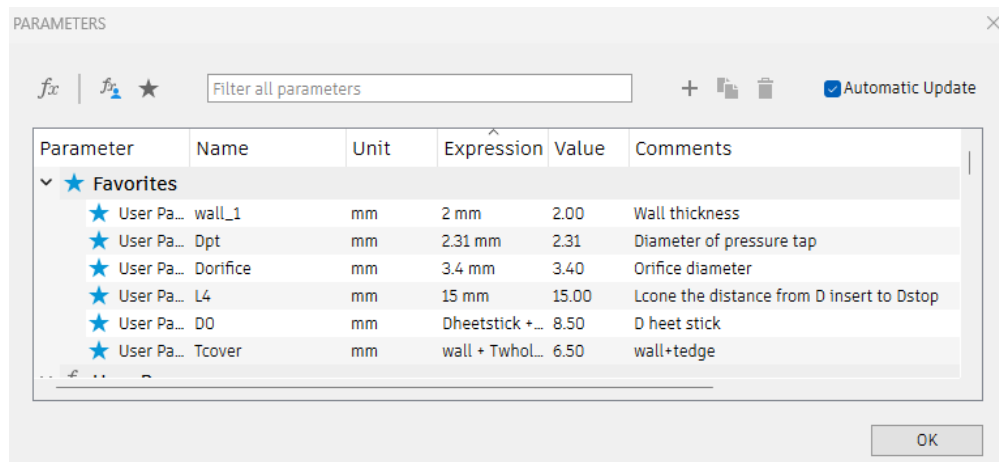 PARAMETERS
Filter all parameters
Automatic Update
Parameter Name Unit Expression Value Comments
Favorites
User Pa... wall_1 mm 2 mm 2.00 Wall thickness
User Pa... Dpt mm 2.31 mm 2.31 Diameter of pressure tap
User Pa... Dorifice mm 3.4 mm 3.40 Orifice diameter
User Pa... L4 mm 15 mm 15.00 Lcone the distance from D insert to Dstop
User Pa... D0 mm Dheetstick +... 8.50 D heet stick
User Pa... Tcover mm wall + Twhol... 6.50 wall+tedge
OK